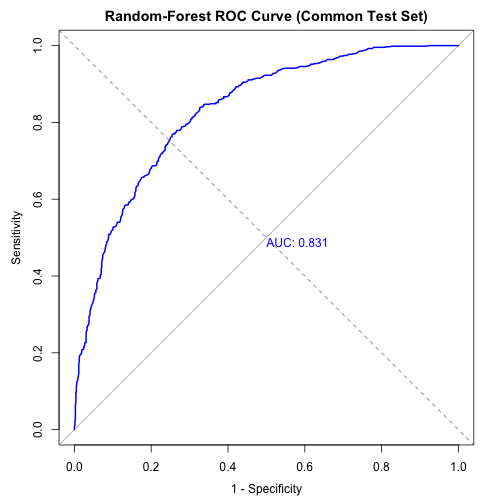 Random-Forest ROC Curve (Common Test Set)
1.0
0.8
0.6
0.4
0.2
0.0
Sensitivity
AUC: 0.831
0.0 0.2 0.4 0.6 0.8 1.0
1 - Specificity